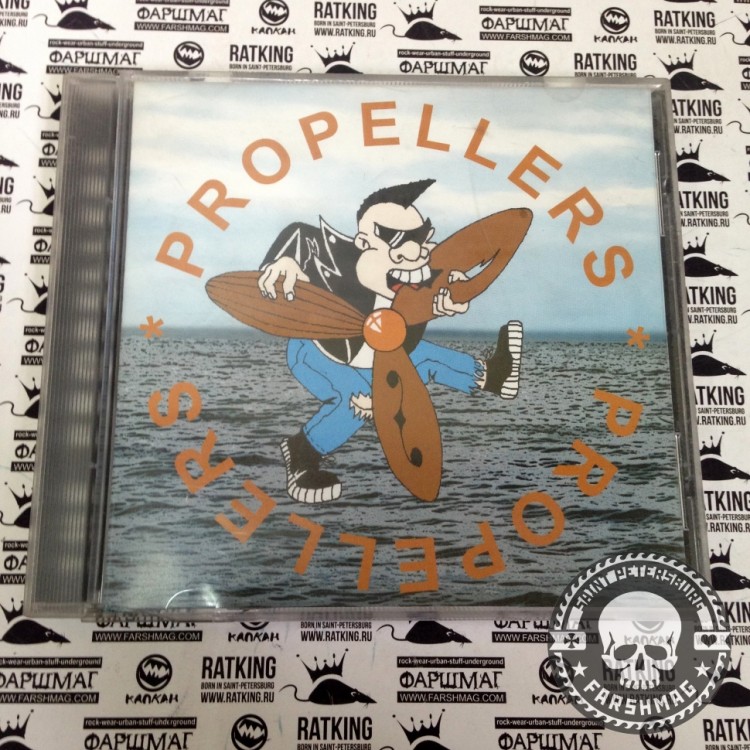 PROPELLERS * PROPELLERS *
SAINT PETERSBURG
FARSHMAG
rock-wear-urban-stuff-underground
ФАРШМАГ
WWW.FARSHMAG.COM
КАПКАН
RATKING
BORN IN SAINT-PETERSBURG
WWW.RATKING.RU